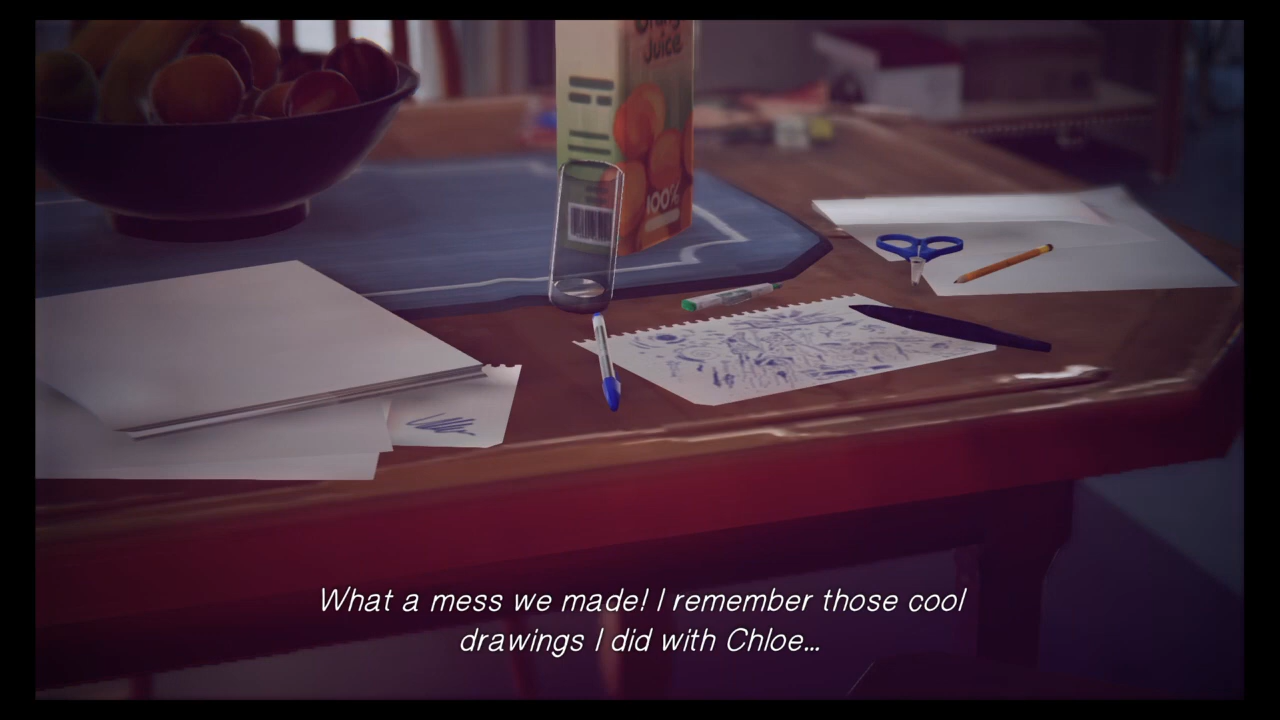 Juice
100%
What a mess we made! I remember those cool
drawings I did with Chloe...